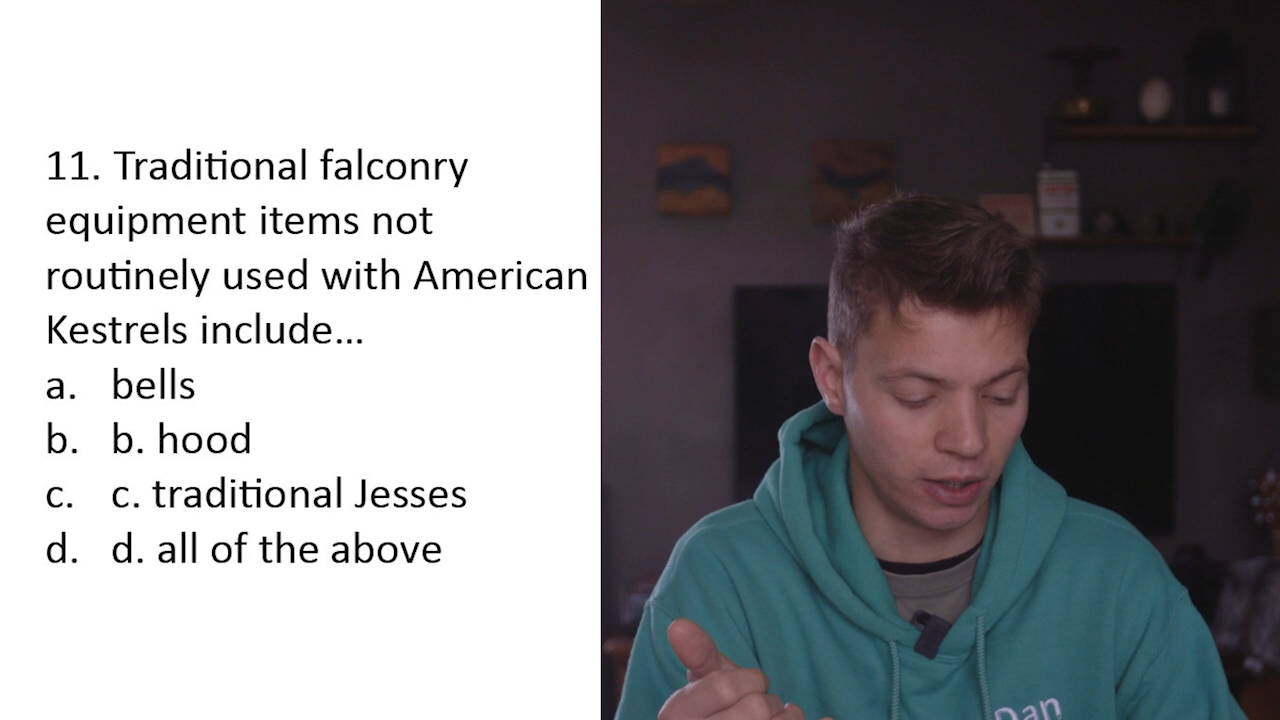 11. Traditional falconry
equipment items not
routinely used with American
Kestrels include...
a. bells
b. b. hood
c. c. traditional Jesses
d. d. all of the above
Dan